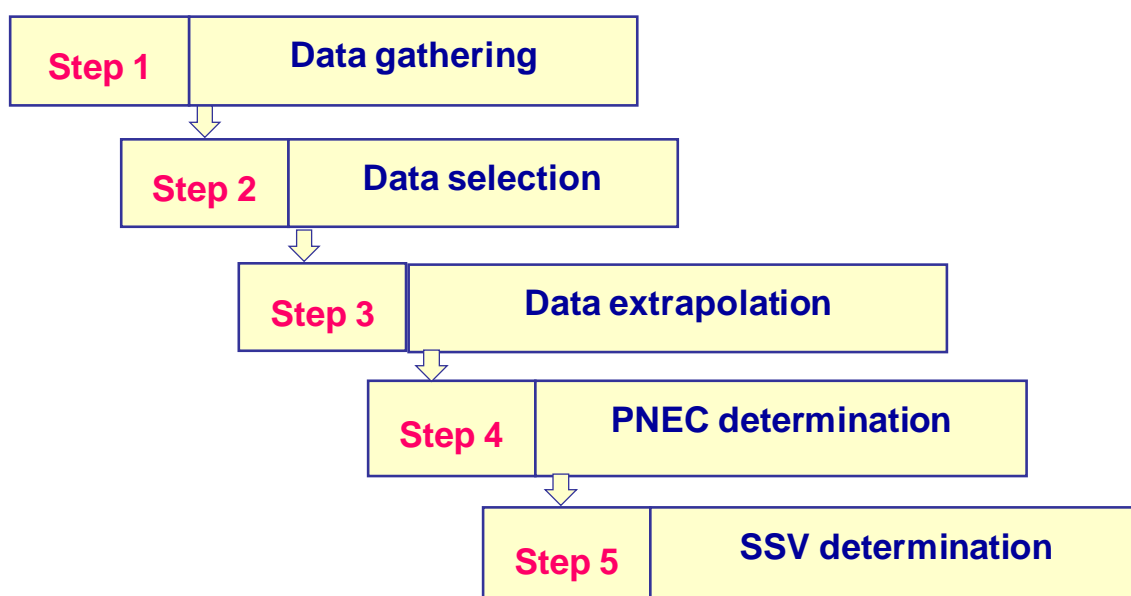 Step 1 Data gathering
Step 2 Data selection
Step 3 Data extrapolation
Step 4 PNEC determination
Step 5 SSV determination